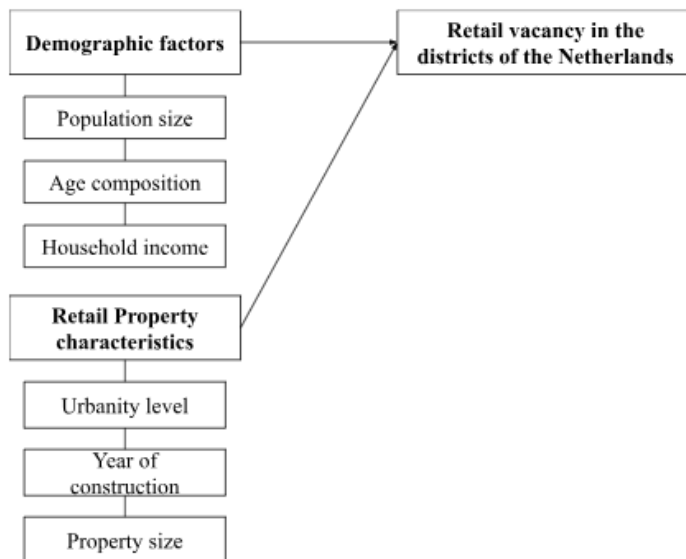 Demographic factors
Population size
Age composition
Household income
Retail Property
characteristics
Urbanity level
Year of
construction
Property size
Retail vacancy in the
districts of the Netherlands